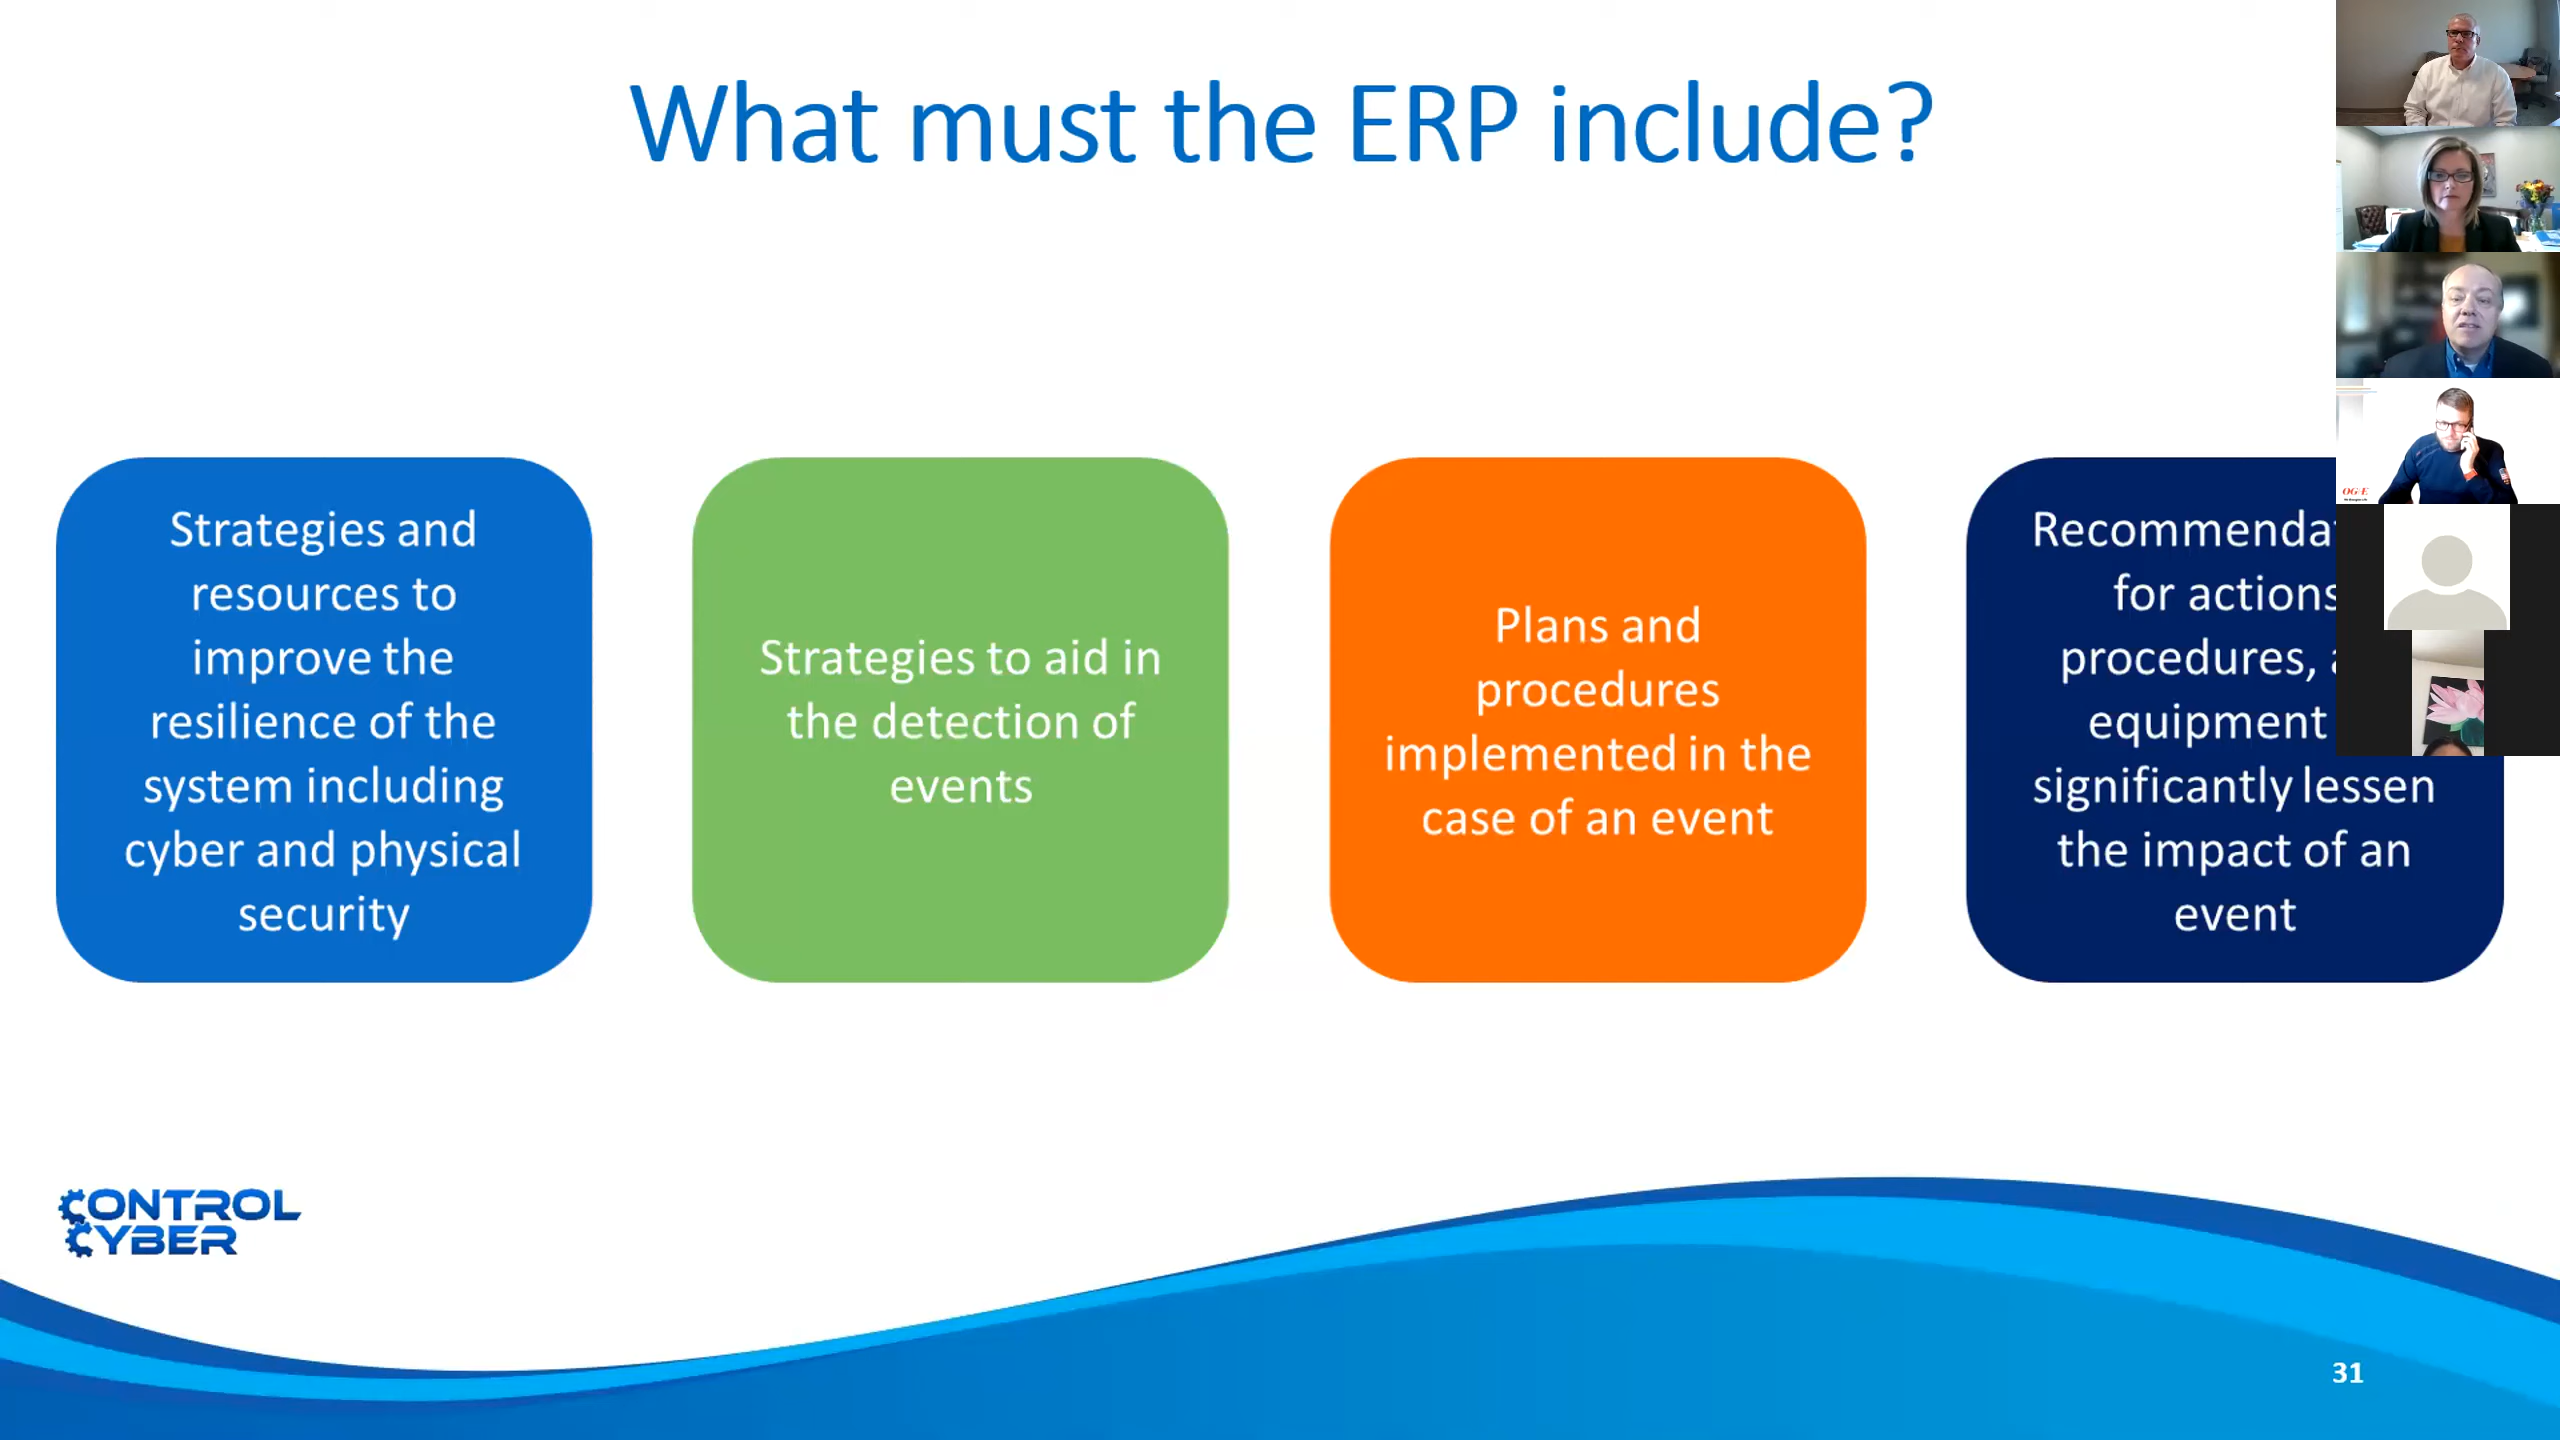 What must the ERP include?
Strategies and
resources to
improve the
resilience of the
system including
cyber and physical
security
Strategies to aid in
the detection of
events
Plans and
procedures
implemented in the
case of an event
for actions
procedures,
equipment
significantly lessen
the impact of an
event
OG+E
CONTROL
CYBER
31